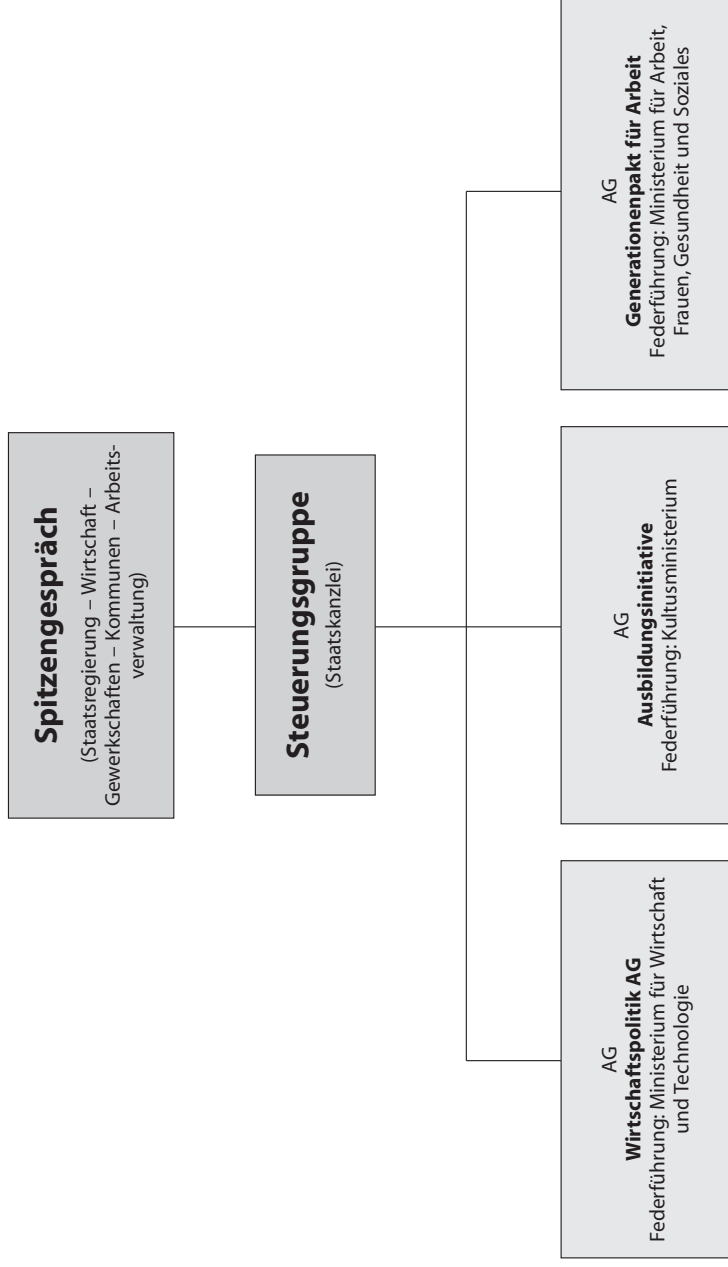 Spitzengespräch
(Staatsregierung – Wirtschaft –
Gewerkschaften – Kommunen – Arbeits-
verwaltung)
Steuerungsgruppe
(Staatskanzlei)
AG
Wirtschaftspolitik AG
Federführung: Ministerium für Wirtschaft
und Technologie
AG
Ausbildungsinitiative
Federführung: Kultusministerium
AG
Generationenpakt für Arbeit
Federführung: Ministerium für Arbeit,
Frauen, Gesundheit und Soziales